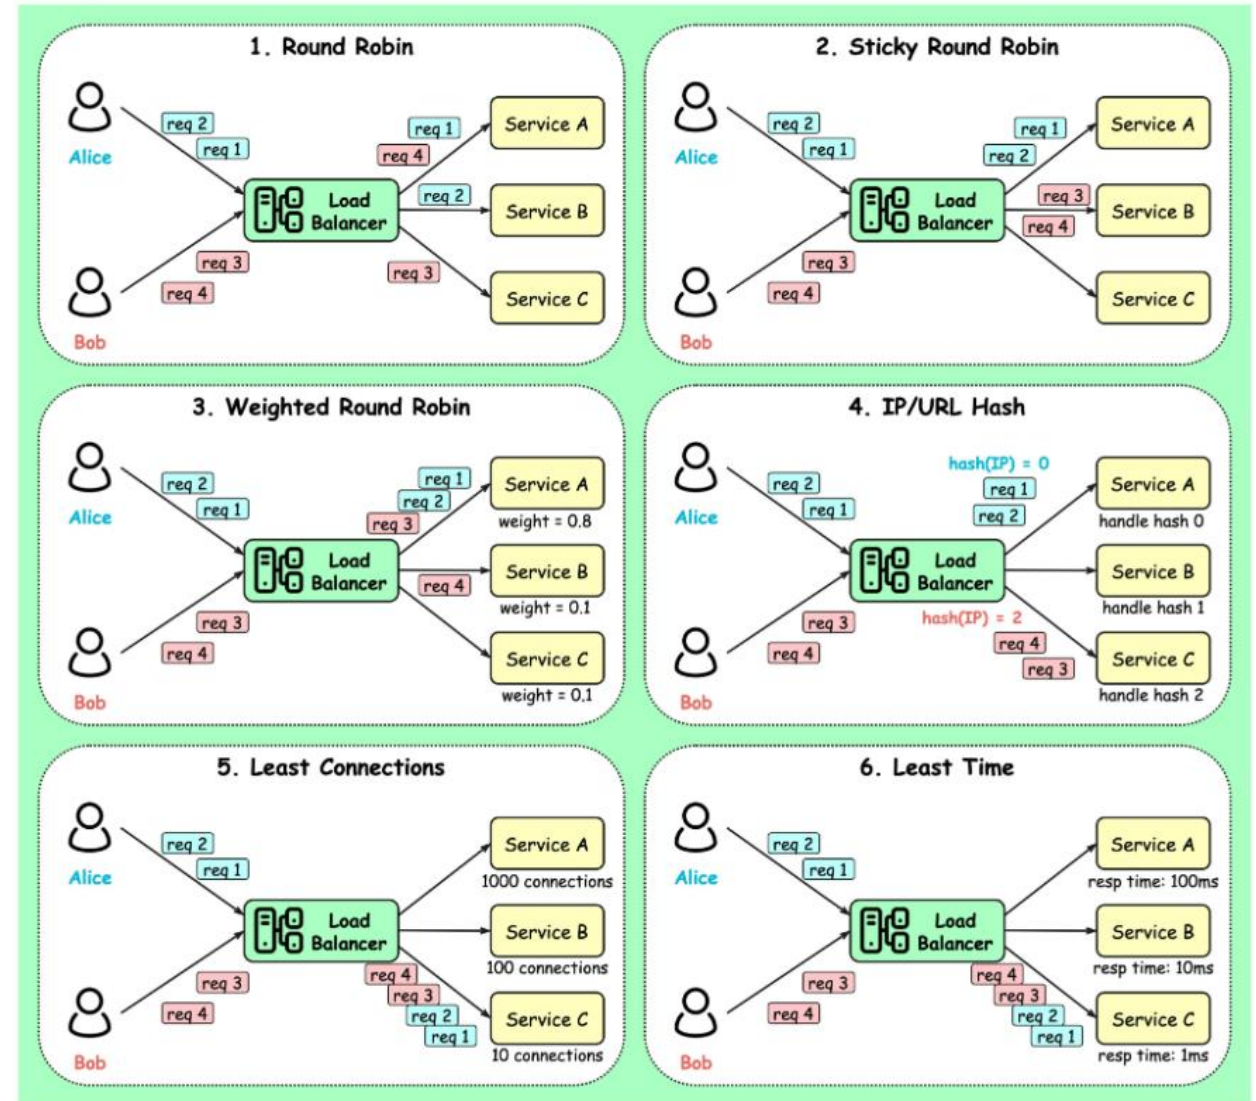 1. Round Robin
req 2
req 1
Alice
req 3
req 4
Bob
Load
Balancer
req 1
req 4
req 2
req 3
Service A
Service B
Service C
2. Sticky Round Robin
req 2
req 1
Alice
req 3
req 4
Bob
Load
Balancer
req 1
req 2
req 3
req 4
Service A
Service B
Service C
3. Weighted Round Robin
req 2
req 1
Alice
req 3
req 4
Bob
Load
Balancer
req 1
req 2
req 3
req 4
Service A
weight = 0.8
Service B
weight = 0.1
Service C
weight = 0.1
4. IP/URL Hash
req 2
req 1
Alice
req 3
req 4
Bob
Load
Balancer
hash(IP) = 0
req 1
req 2
hash(IP) = 2
req 4
req 3
Service A
handle hash 0
Service B
handle hash 1
Service C
handle hash 2
5. Least Connections
req 2
req 1
Alice
req 3
req 4
Bob
Load
Balancer
req 4
req 3
req 2
req 1
Service A
1000 connections
Service B
100 connections
Service C
10 connections
6. Least Time
req 2
req 1
Alice
req 3
req 4
Bob
Load
Balancer
req 4
req 3
req 2
req 1
Service A
resp time: 100ms
Service B
resp time: 10ms
Service C
resp time: 1ms